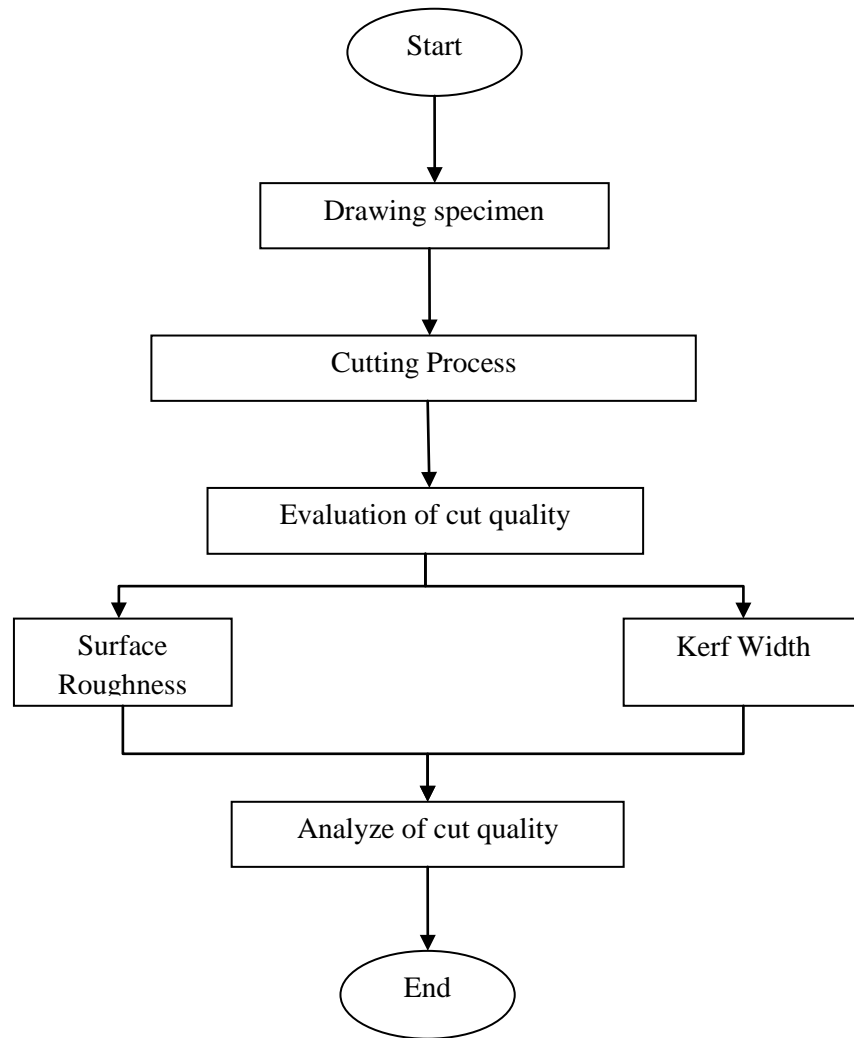 Start
Drawing specimen
Cutting Process
Evaluation of cut quality
Surface
Roughness
Kerf Width
Analyze of cut quality
End